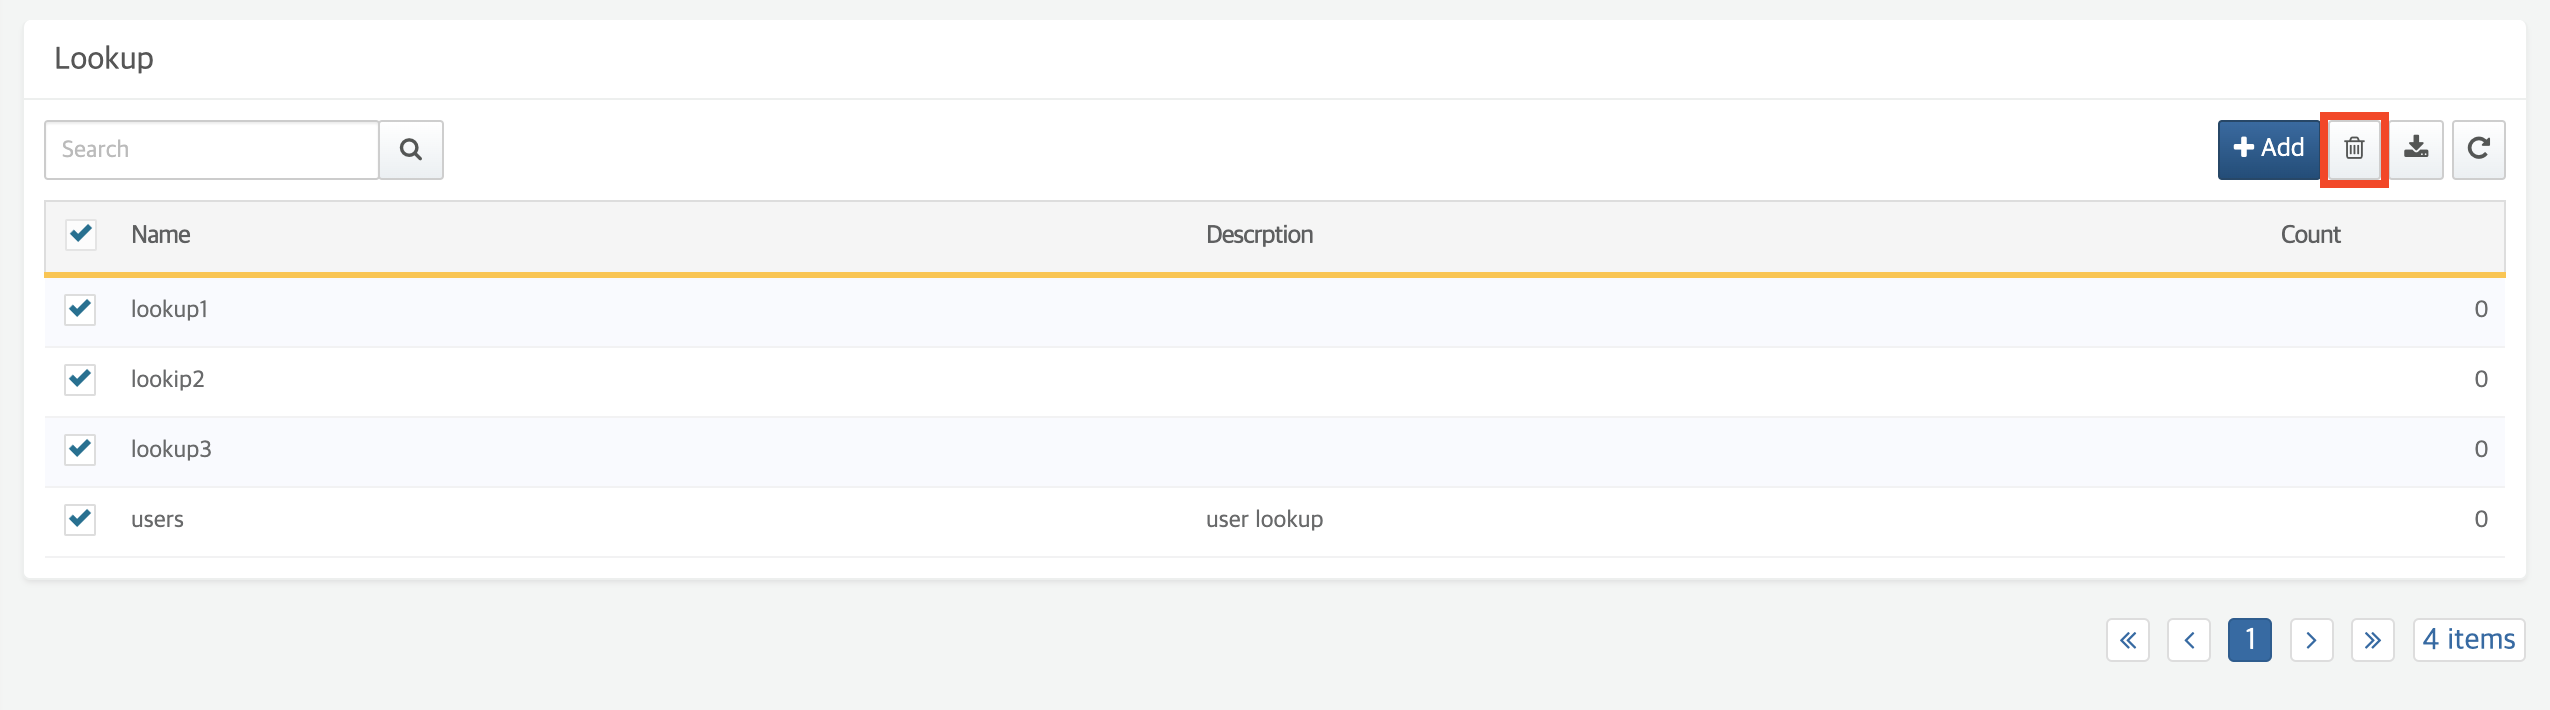 Lookup
Search
Add
Name Descrption Count
lookup1 0
lookip2 0
lookup3 0
users user lookup 0
1 4 items